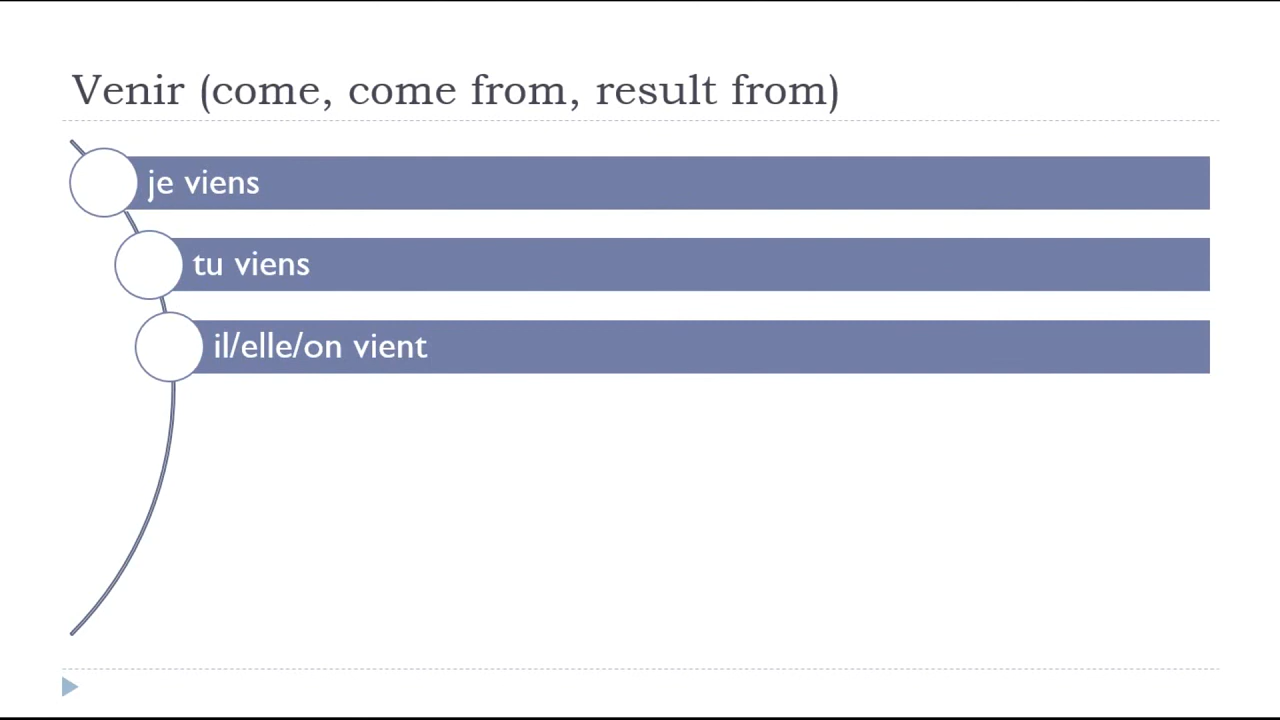 Venir (come, come from, result from)
je viens
tu viens
il/elle/on vient